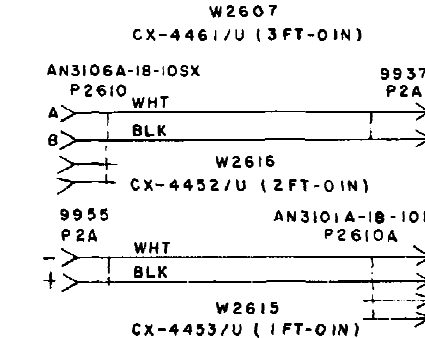 W2607
CX-4461/U (3FT-0IN)
AN3106A-18-10SX
9937
P2610
P2A
A
WHT
B
BLK
W2616
CX-4452/U (2FT-0IN)
9955
AN3101A-18-10
P2A
P2610A
-
WHT
+
BLK
W2615
CX-4453/U (1FT-0IN)